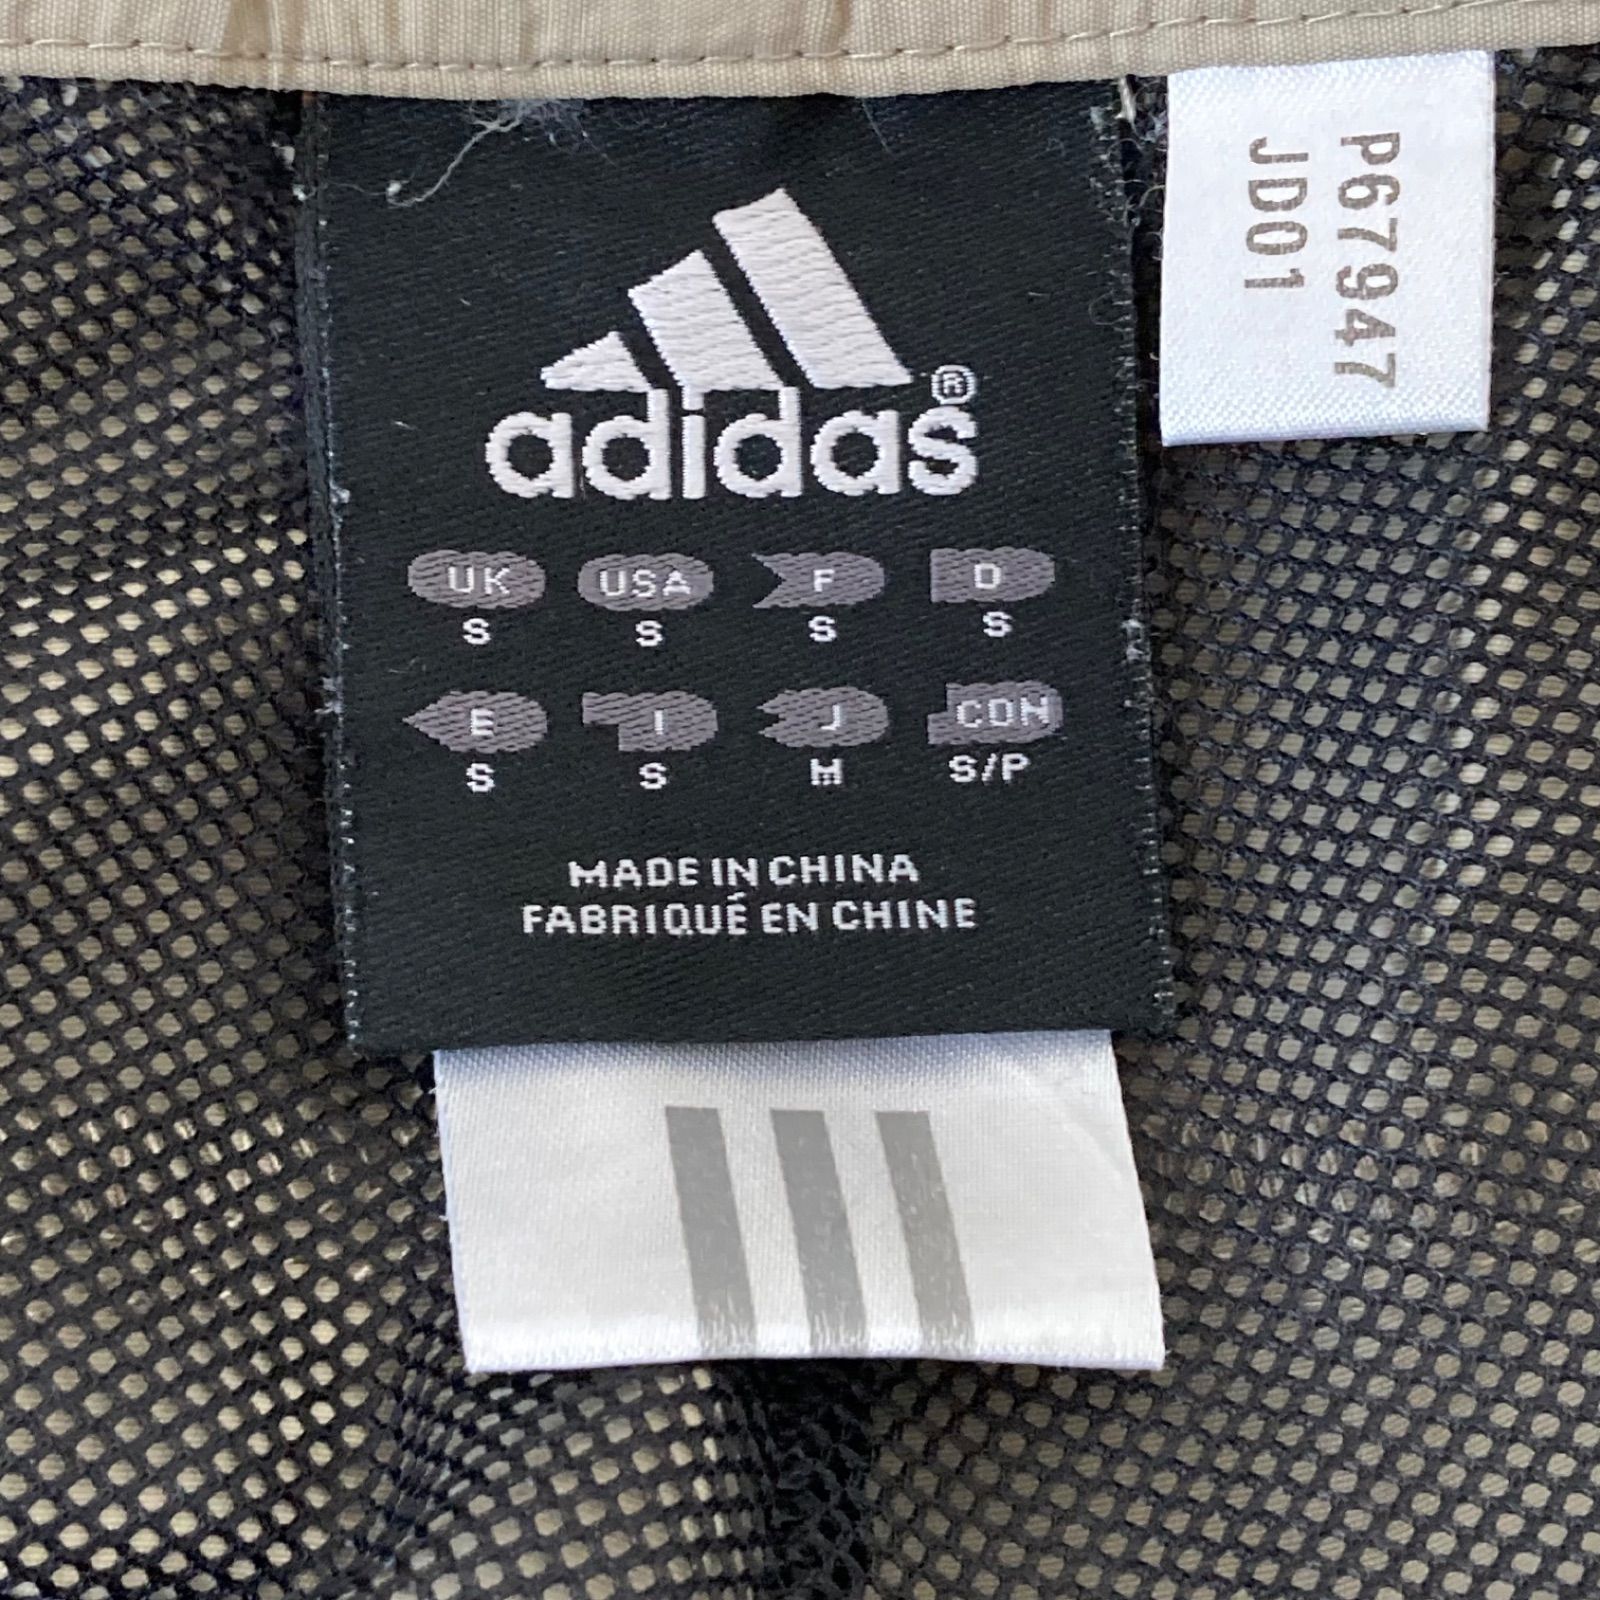 adidas®
UK USA F D
S S S S
E I J CDN
S S M S/P
MADE IN CHINA
FABRIQUÉ EN CHINE
P67947
JD01